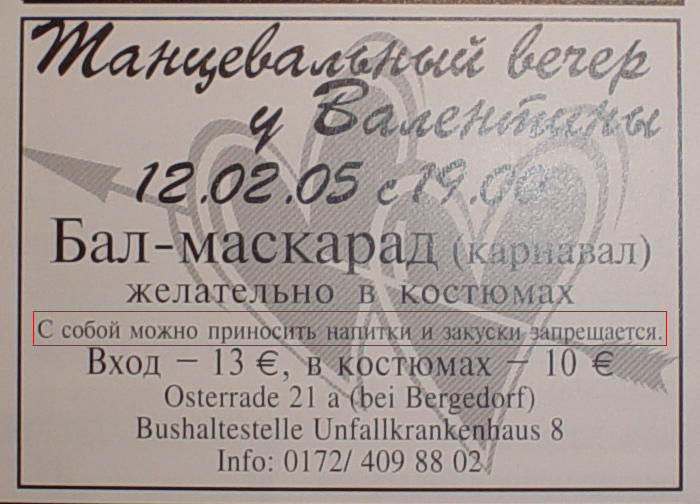 Танцевальный вечер
у Валентины
12.02.05 с 19.00
Бал-маскарад (карнавал)
желательно в костюмах
С собой можно приносить напитки и закуски запрещается.
Вход – 13 €, в костюмах – 10 €
Osterrade 21 a (bei Bergedorf)
Bushaltestelle Unfallkrankenhaus 8
Info: 0172/ 409 88 02